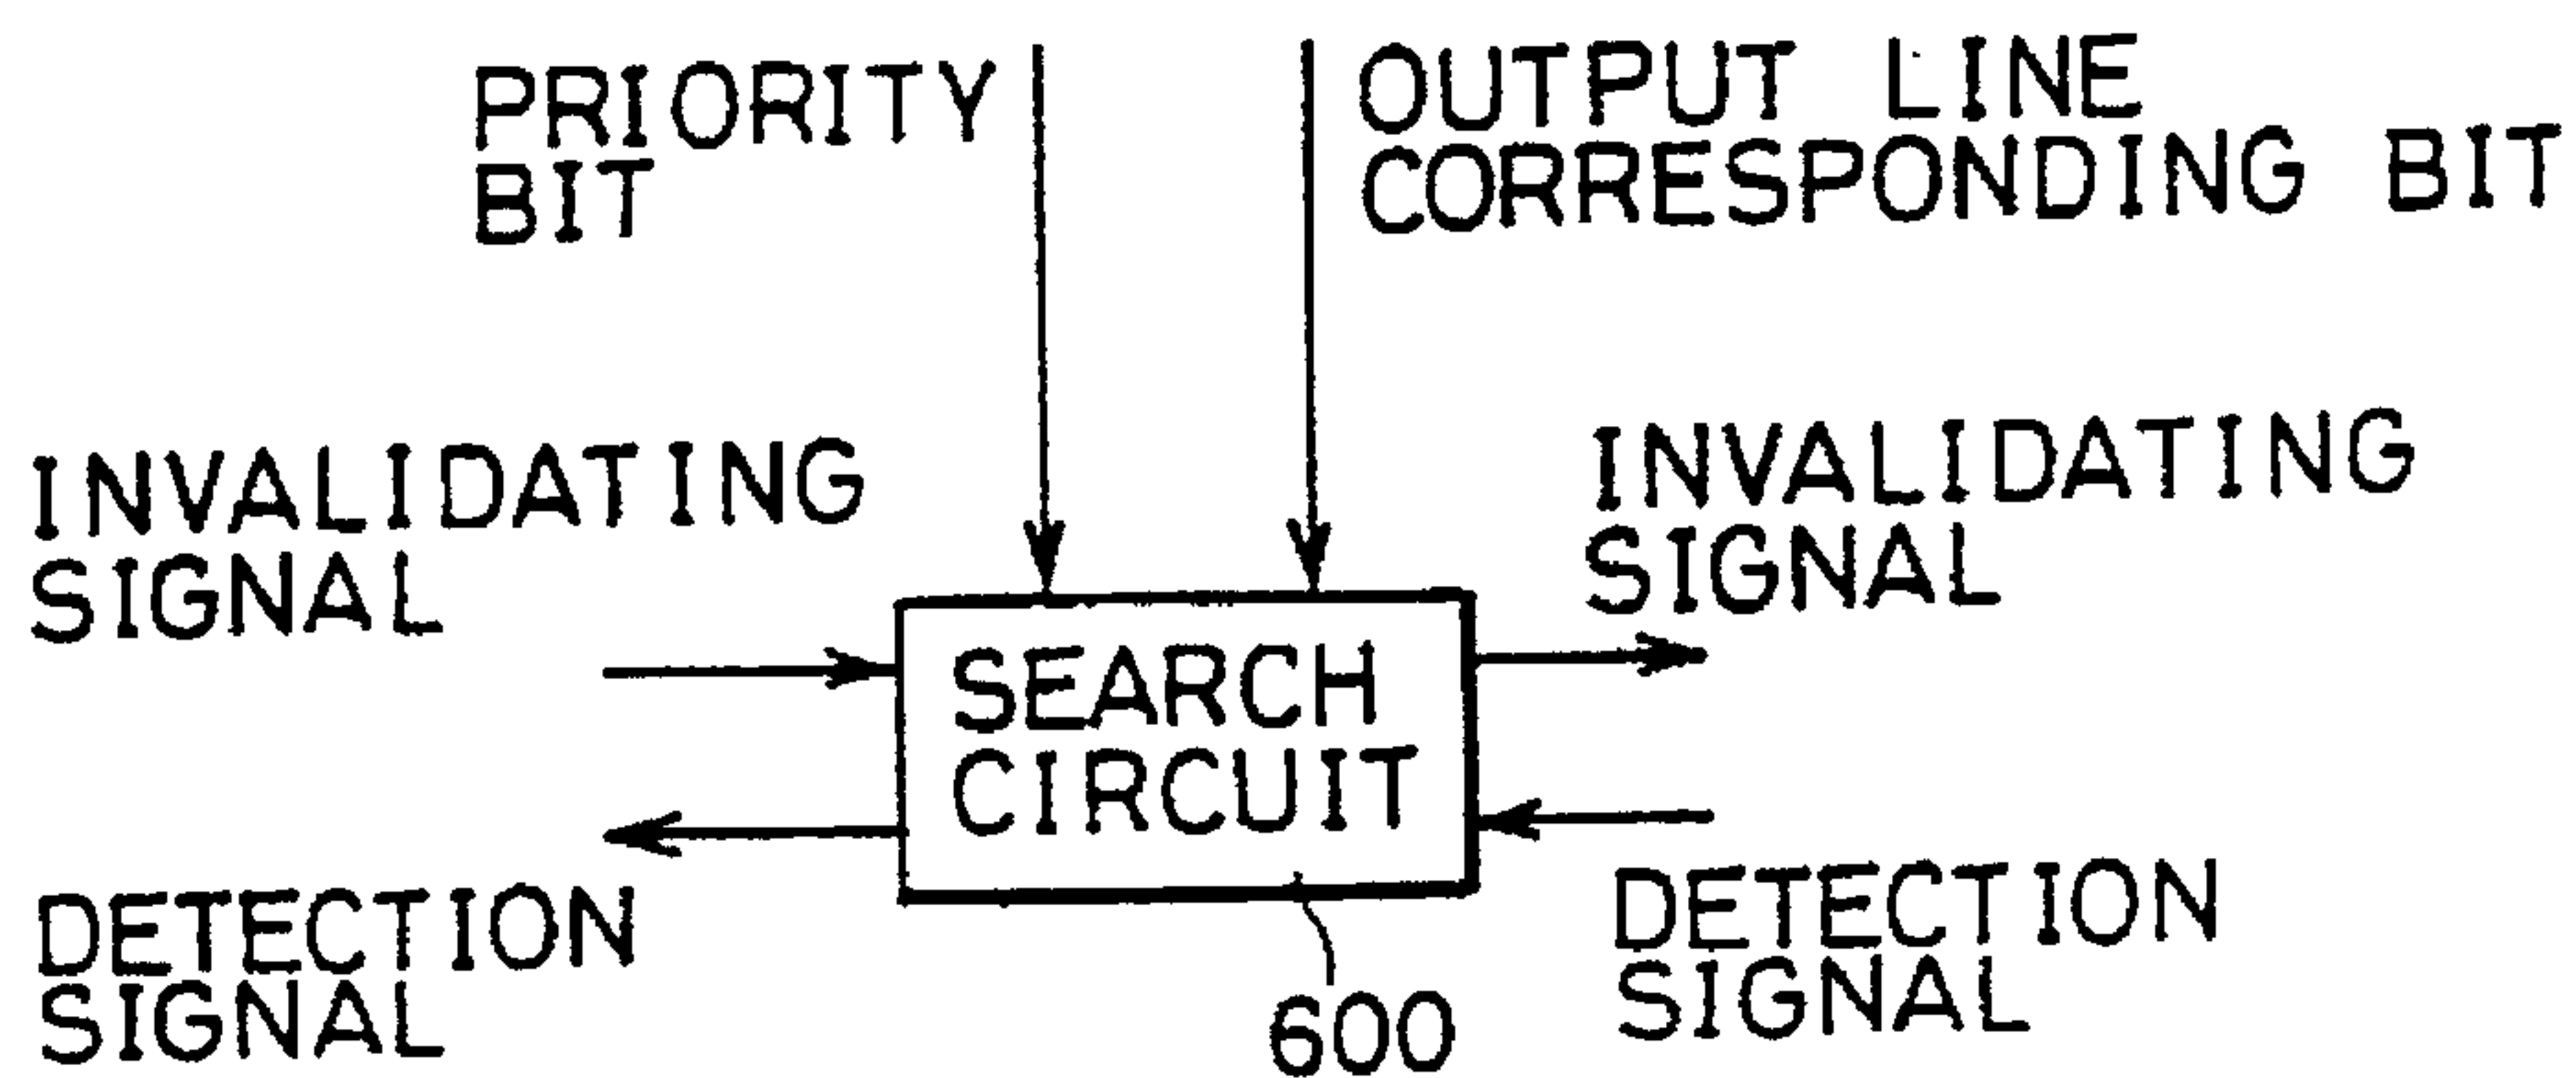 PRIORITY
BIT
OUTPUT LINE
CORRESPONDING BIT
INVALIDATING
SIGNAL
INVALIDATING
SIGNAL
SEARCH
CIRCUIT
DETECTION
SIGNAL
DETECTION
SIGNAL
600